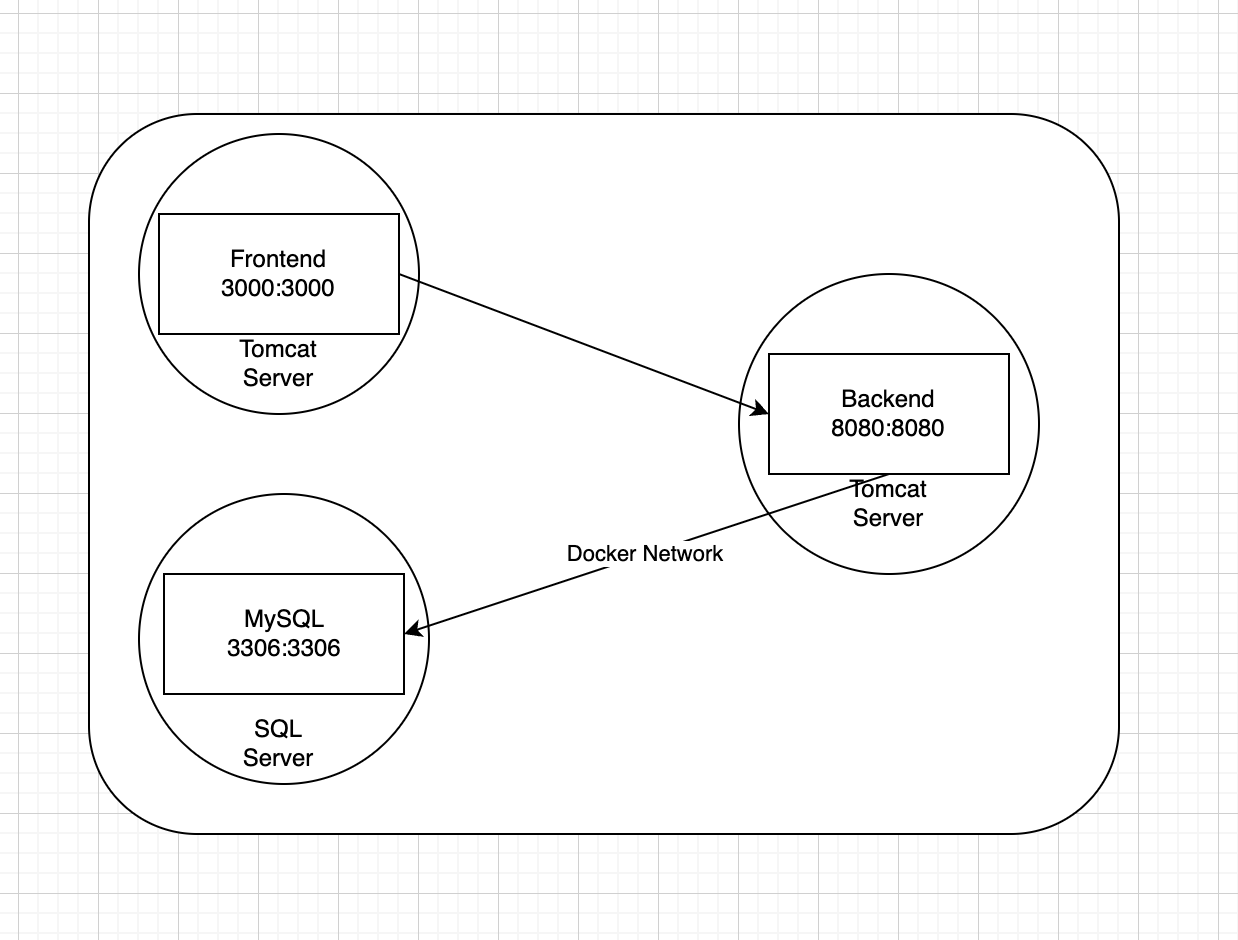 Frontend
3000:3000
Tomcat
Server
Backend
8080:8080
Tomcat
Server
Docker Network
MySQL
3306:3306
SQL
Server